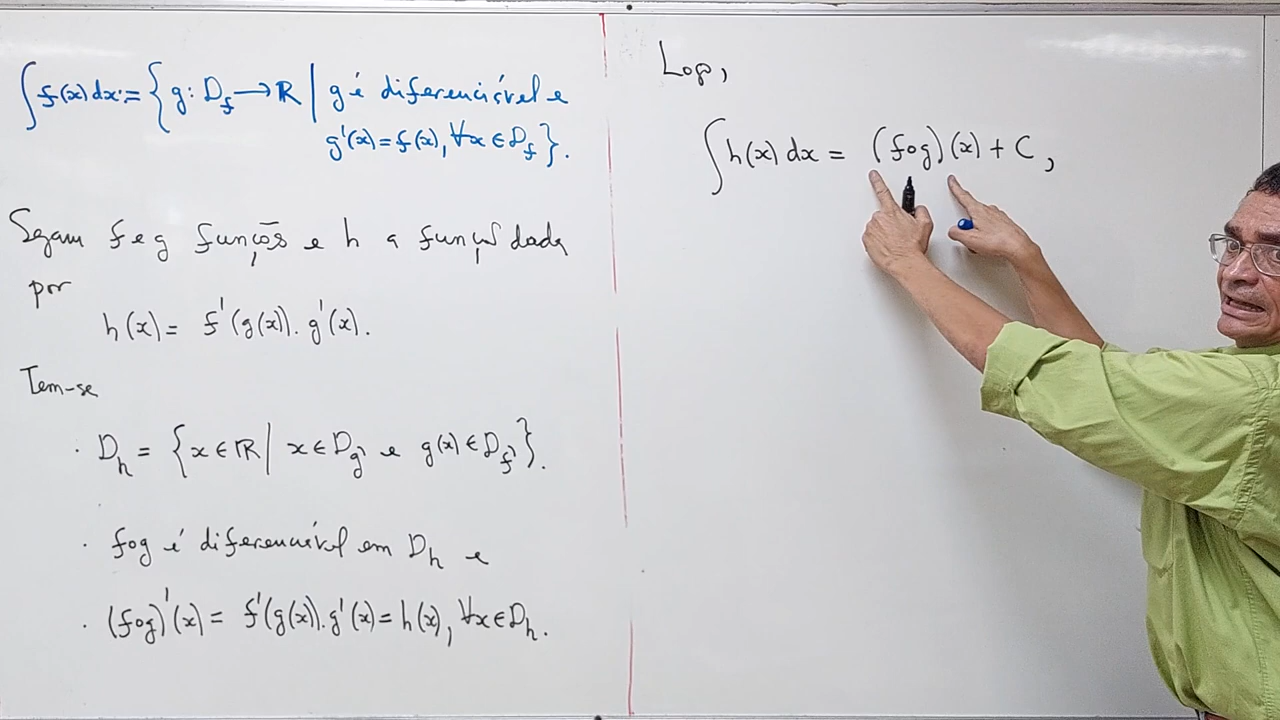 ∫f(x)dx:= {g: D_f → ℝ | g é diferenciável e
g'(x)=f(x), ∀x∈D_f}.
Sejam f e g funções e h a função dada
por
h(x)= f'(g(x)). g'(x).
Tem-se
· D_h = {x∈ℝ | x∈D_g' e g(x)∈D_f'}.
· fog é diferenciável em D_h e
· (fog)'(x)= f'(g(x)).g'(x)=h(x), ∀x∈D_h.
Logo,
∫h(x) dx = (fog)(x) + C,